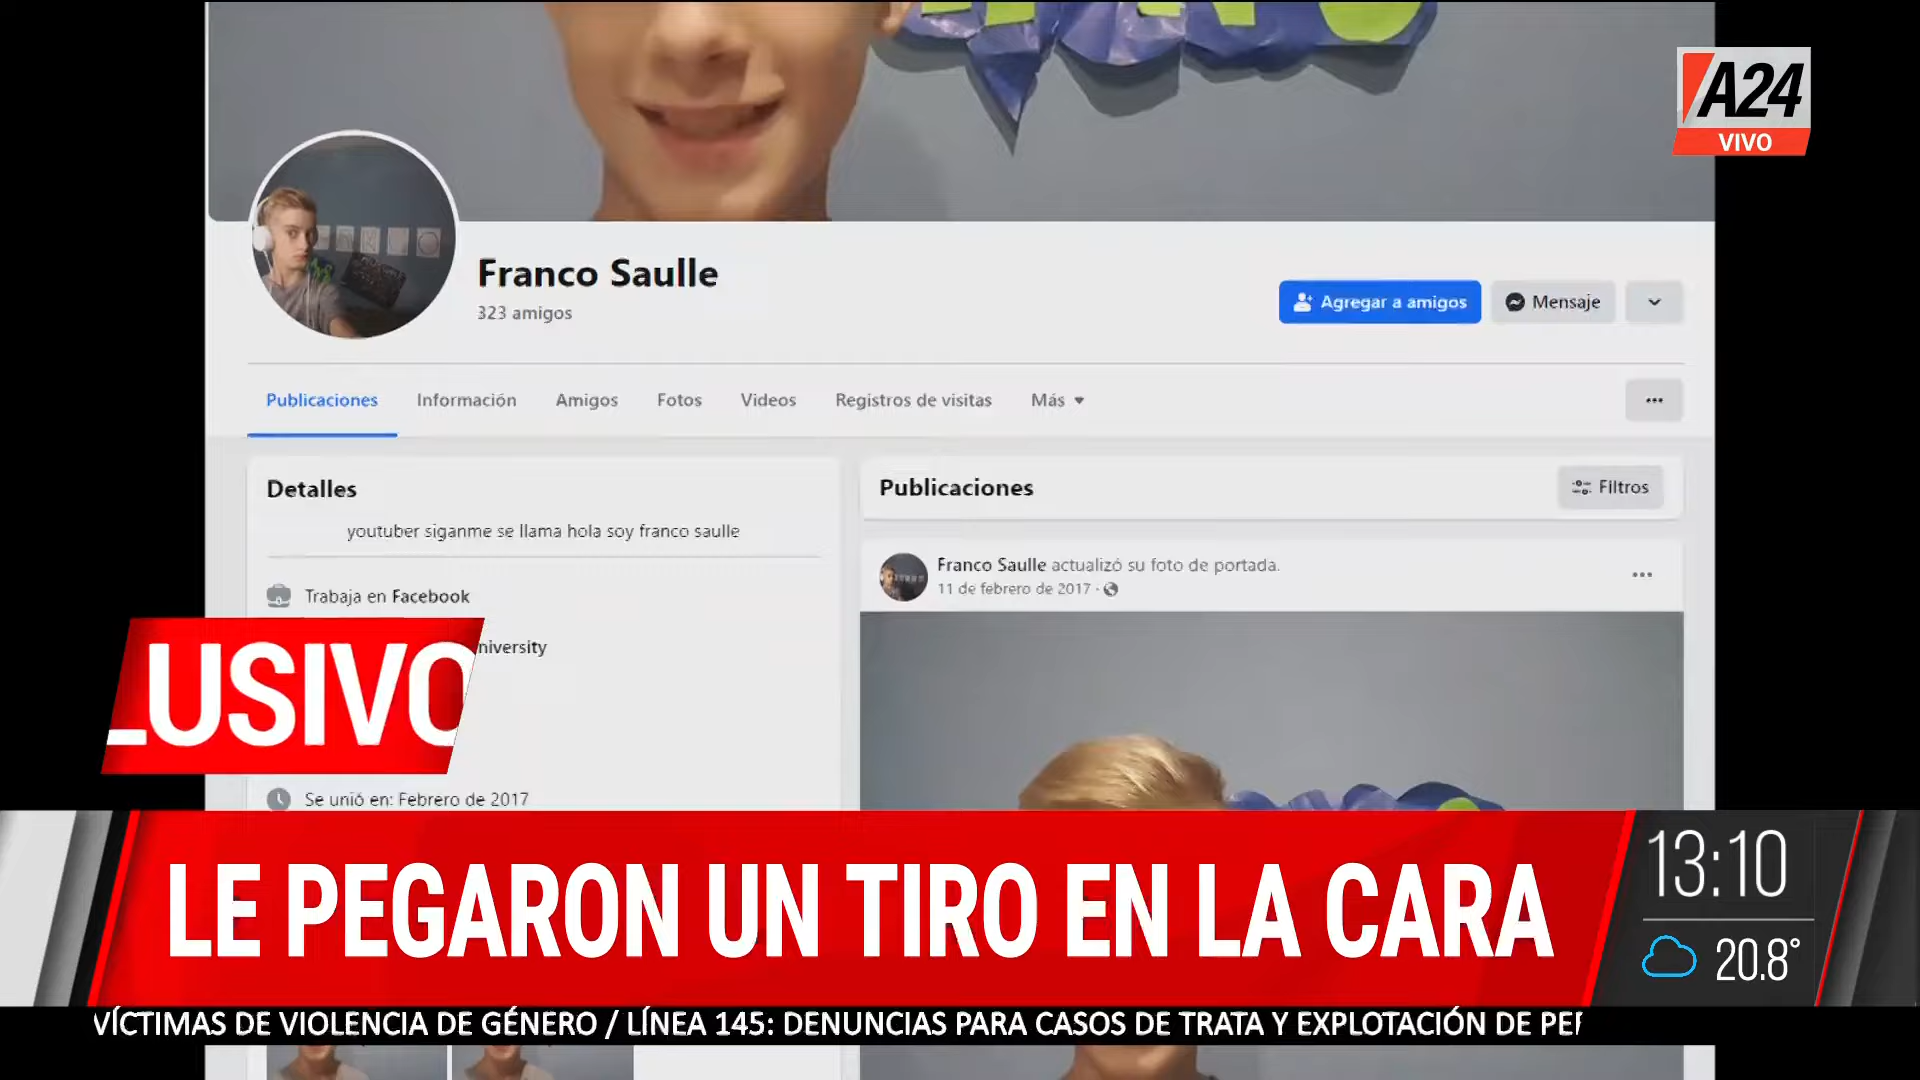 A24
VIVO
Franco Saulle
323 amigos
Agregar a amigos
Mensaje
Publicaciones
Información
Amigos
Fotos
Videos
Registros de visitas
Más
Detalles
youtuber siganme se llama hola soy franco saulle
Trabaja en Facebook
niversity
Se unió en: Febrero de 2017
Publicaciones
Filtros
Franco Saulle actualizó su foto de portada.
11 de febrero de 2017
LUSIVO
LE PEGARON UN TIRO EN LA CARA
13:10
20.8°
VÍCTIMAS DE VIOLENCIA DE GÉNERO / LÍNEA 145: DENUNCIAS PARA CASOS DE TRATA Y EXPLOTACIÓN DE PER